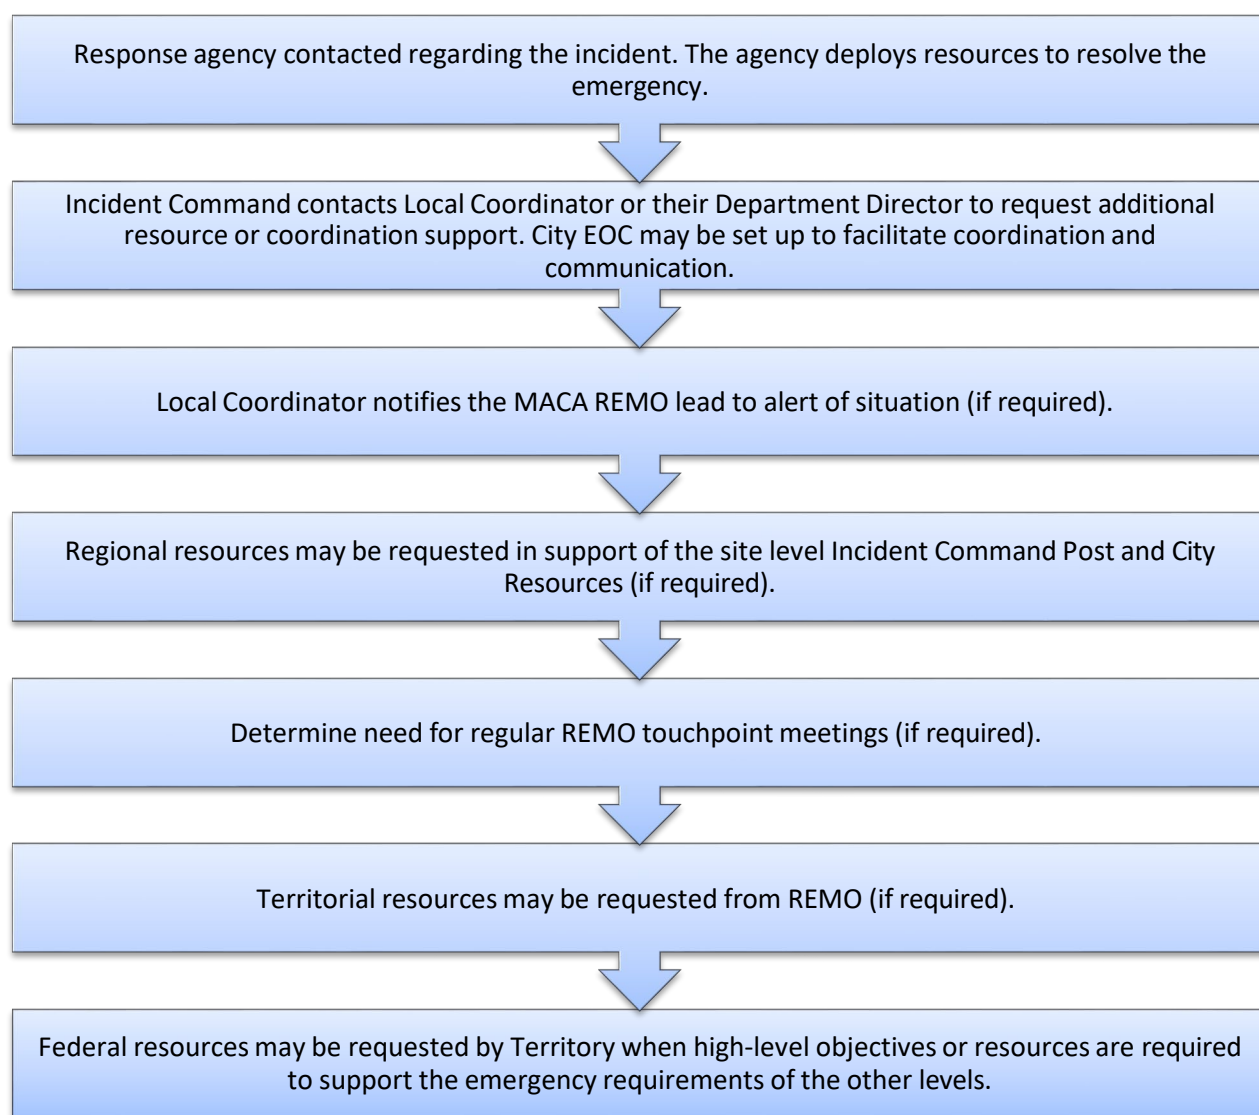 Response agency contacted regarding the incident. The agency deploys resources to resolve the
emergency.
Incident Command contacts Local Coordinator or their Department Director to request additional
resource or coordination support. City EOC may be set up to facilitate coordination and
communication.
Local Coordinator notifies the MACA REMO lead to alert of situation (if required).
Regional resources may be requested in support of the site level Incident Command Post and City
Resources (if required).
Determine need for regular REMO touchpoint meetings (if required).
Territorial resources may be requested from REMO (if required).
Federal resources may be requested by Territory when high-level objectives or resources are required
to support the emergency requirements of the other levels.